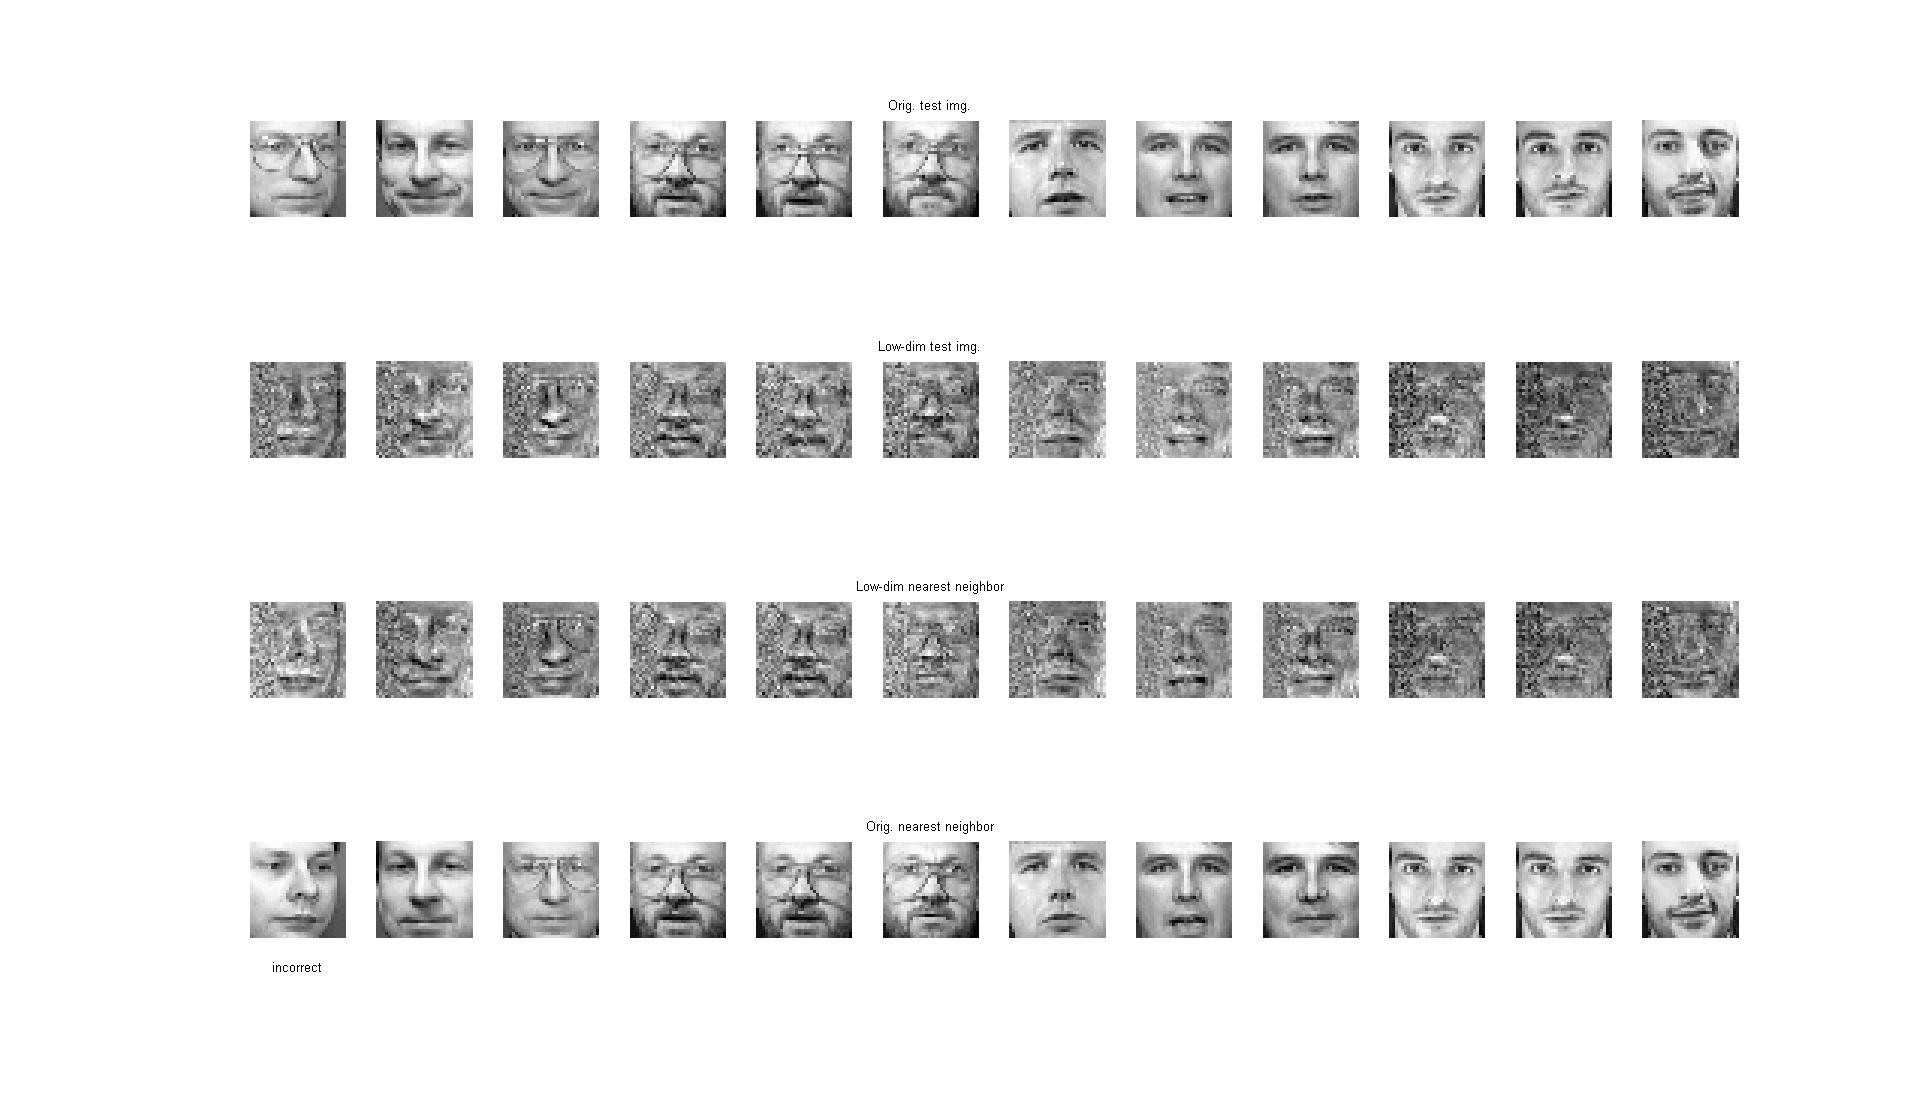 Orig. test img.
Low-dim test img.
Low-dim nearest neighbor
Orig. nearest neighbor
incorrect